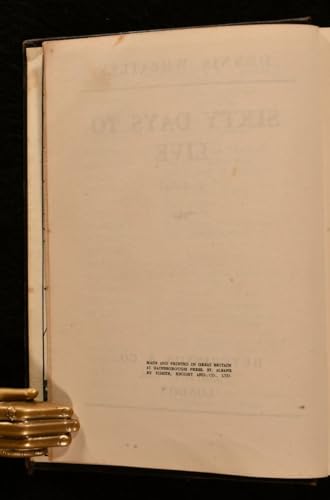 DENNIS WHEATLEY
SIXTY DAYS TO
LIVE
LONDON
MADE AND PRINTED IN GREAT BRITAIN
AT GAINSBOROUGH PRESS, ST. ALBANS
BY FISHER, KNIGHT AND CO., LTD.